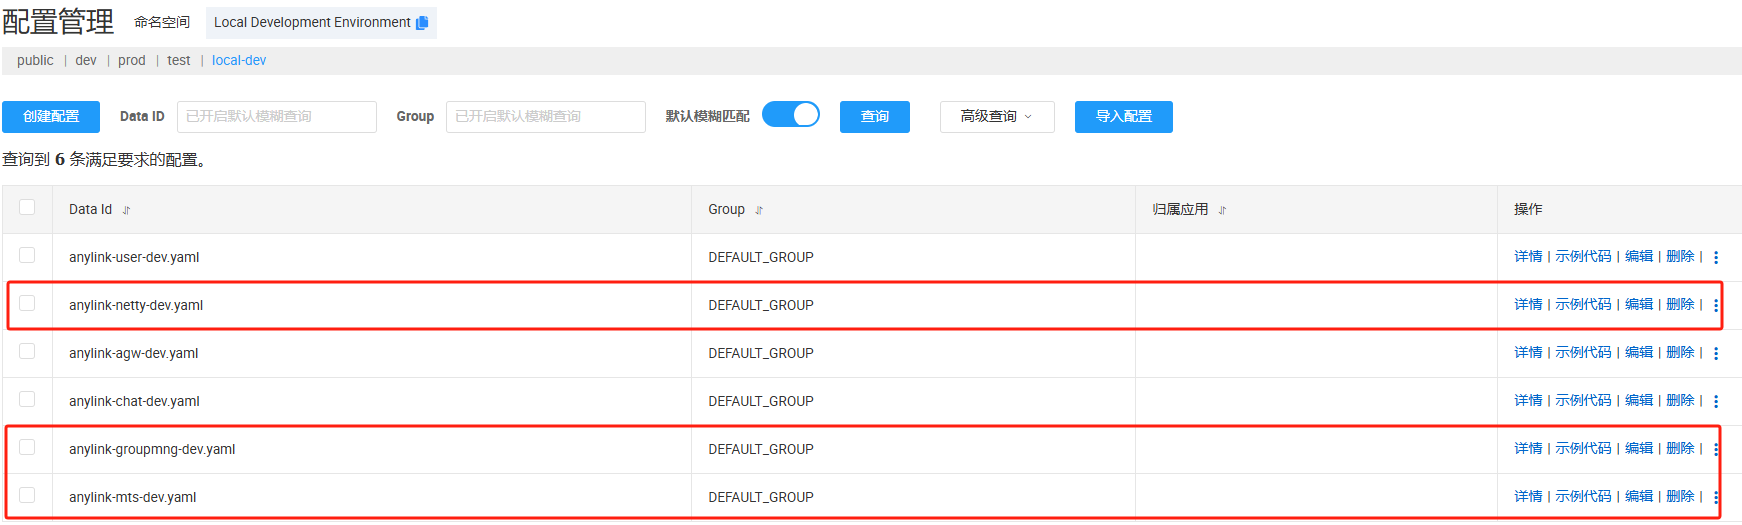 配置管理 命名空间 Local Development Environment
public | dev | prod | test | local-dev
创建配置 Data ID 已开启默认模糊查询 Group 已开启默认模糊查询 默认模糊匹配 查询 高级查询 导入配置
查询到 6 条满足要求的配置。
Data Id Group 归属应用 操作
anylink-user-dev.yaml DEFAULT_GROUP 详情 | 示例代码 | 编辑 | 删除 |
anylink-netty-dev.yaml DEFAULT_GROUP 详情 | 示例代码 | 编辑 | 删除 |
anylink-agw-dev.yaml DEFAULT_GROUP 详情 | 示例代码 | 编辑 | 删除 |
anylink-chat-dev.yaml DEFAULT_GROUP 详情 | 示例代码 | 编辑 | 删除 |
anylink-groupmng-dev.yaml DEFAULT_GROUP 详情 | 示例代码 | 编辑 | 删除 |
anylink-mts-dev.yaml DEFAULT_GROUP 详情 | 示例代码 | 编辑 | 删除 |